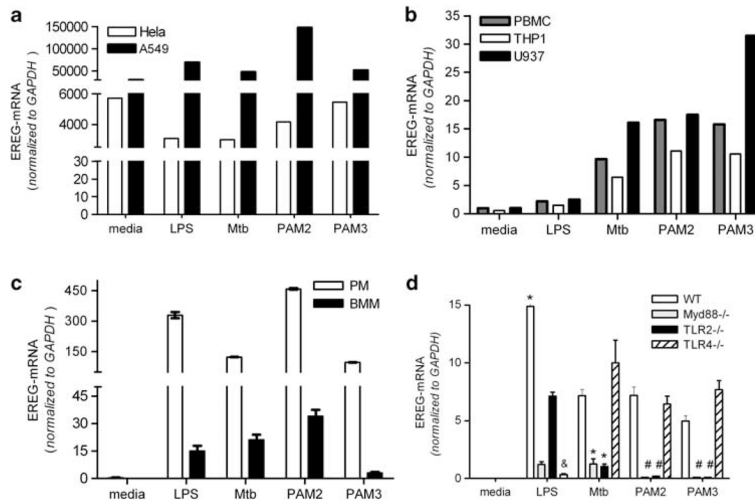 a
Hela
A549
EREG-mRNA
(normalized to GAPDH )
150000
100000
50000
6000
4000
30
20
10
0
media LPS Mtb PAM2 PAM3
b
PBMC
THP1
U937
EREG-mRNA
(normalized to GAPDH)
35
30
25
20
15
10
5
0
media LPS Mtb PAM2 PAM3
c
PM
BMM
EREG-mRNA
(normalized to GAPDH )
450
300
150
45
30
15
0
media LPS Mtb PAM2 PAM3
d
WT
Myd88-/-
TLR2-/-
TLR4-/-
EREG-mRNA
(normalized to GAPDH)
15
10
5
0
*
&
* *
# #
# #
media LPS Mtb PAM2 PAM3